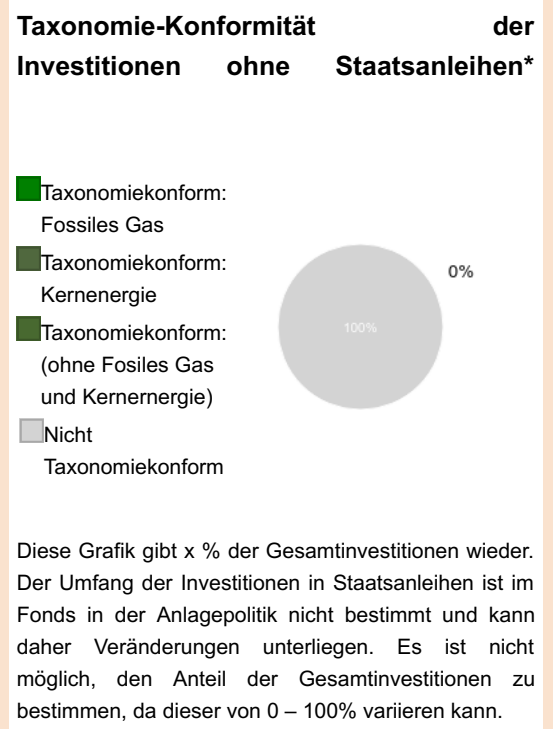 Taxonomie-Konformität der
Investitionen ohne Staatsanleihen*
Taxonomiekonform:
Fossiles Gas
Taxonomiekonform:
Kernenergie
Taxonomiekonform:
(ohne Fosiles Gas
und Kernernergie)
Nicht
Taxonomiekonform
0%
100%
Diese Grafik gibt x % der Gesamtinvestitionen wieder.
Der Umfang der Investitionen in Staatsanleihen ist im
Fonds in der Anlagepolitik nicht bestimmt und kann
daher Veränderungen unterliegen. Es ist nicht
möglich, den Anteil der Gesamtinvestitionen zu
bestimmen, da dieser von 0 – 100% variieren kann.